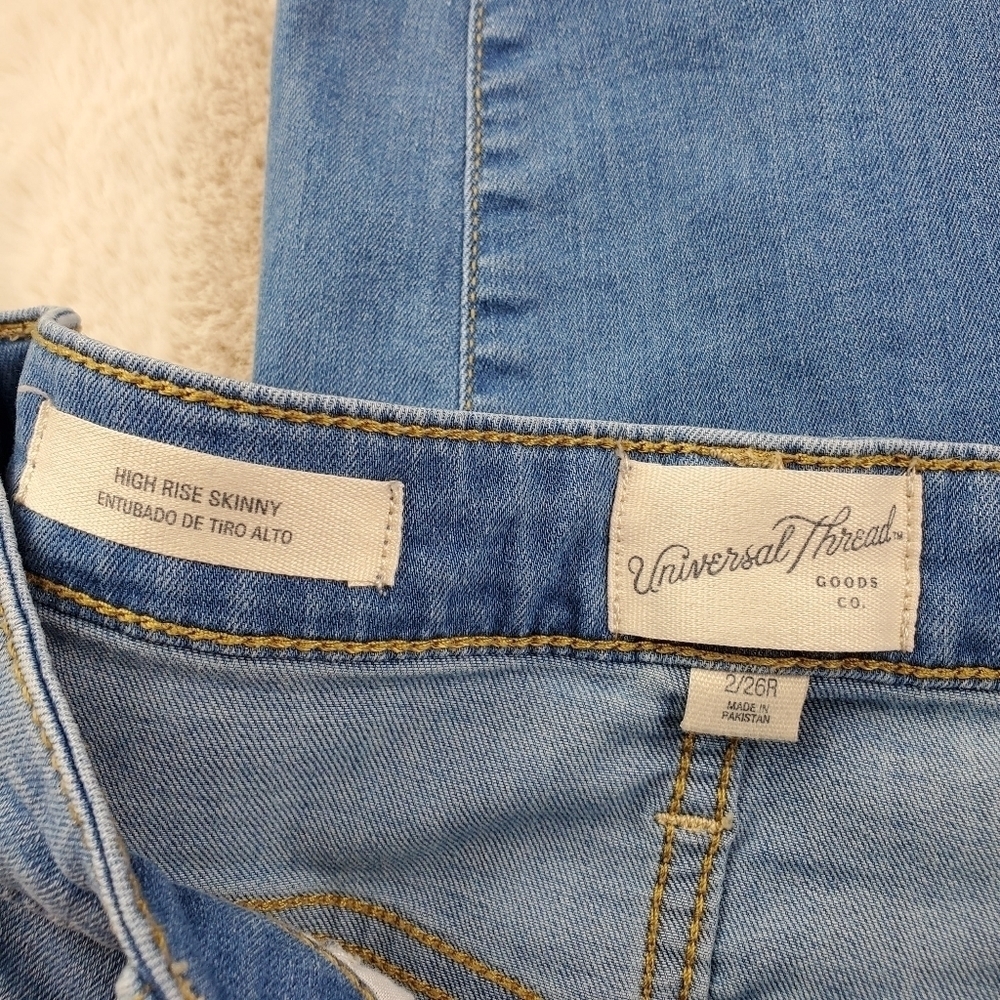 HIGH RISE SKINNY
ENTUBADO DE TIRO ALTO
Universal Thread™
GOODS
CO.
2/26R
MADE IN
PAKISTAN